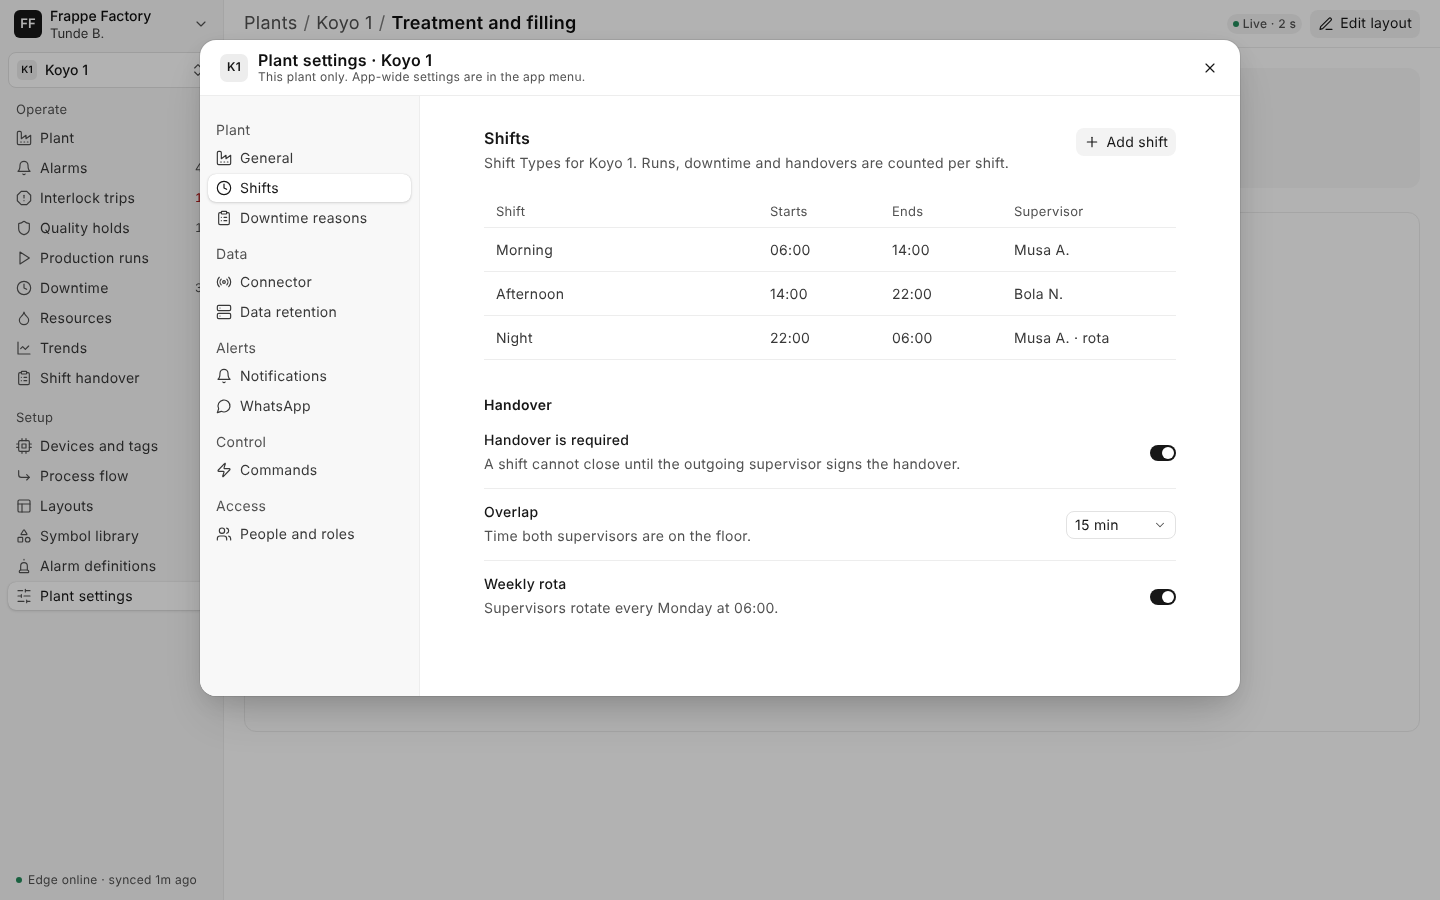 FF
Frappe Factory
Tunde B.
Plants / Koyo 1 / Treatment and filling
Live · 2 s
Edit layout
K1
Koyo 1
Operate
Plant
Alarms
Interlock trips
Quality holds
Production runs
Downtime
Resources
Trends
Shift handover
Setup
Devices and tags
Process flow
Layouts
Symbol library
Alarm definitions
Plant settings
Edge online · synced 1m ago
K1
Plant settings · Koyo 1
This plant only. App-wide settings are in the app menu.
Plant
General
Shifts
Downtime reasons
Data
Connector
Data retention
Alerts
Notifications
WhatsApp
Control
Commands
Access
People and roles
Shifts
Add shift
Shift Types for Koyo 1. Runs, downtime and handovers are counted per shift.
Shift Starts Ends Supervisor
Morning 06:00 14:00 Musa A.
Afternoon 14:00 22:00 Bola N.
Night 22:00 06:00 Musa A. · rota
Handover
Handover is required
A shift cannot close until the outgoing supervisor signs the handover.
Overlap
Time both supervisors are on the floor.
15 min
Weekly rota
Supervisors rotate every Monday at 06:00.